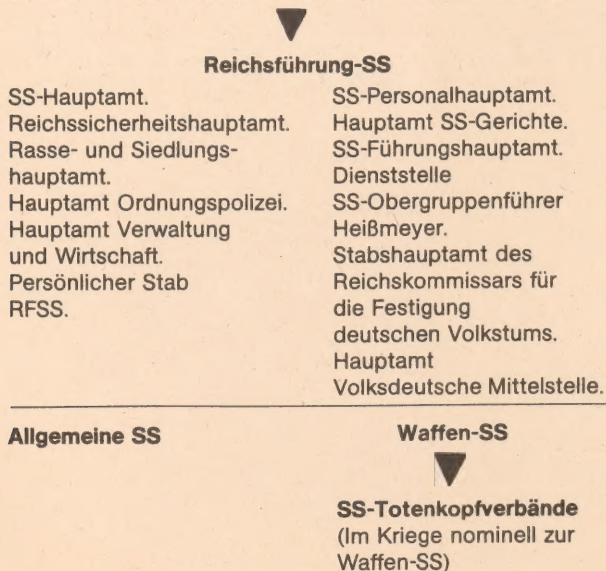 Reichsführung-SS
SS-Hauptamt.
Reichssicherheitshauptamt.
Rasse- und Siedlungs-
hauptamt.
Hauptamt Ordnungspolizei.
Hauptamt Verwaltung
und Wirtschaft.
Persönlicher Stab
RFSS.
SS-Personalhauptamt.
Hauptamt SS-Gerichte.
SS-Führungshauptamt.
Dienststelle
SS-Obergruppenführer
Heißmeyer.
Stabshauptamt des
Reichskommissars für
die Festigung
deutschen Volkstums.
Hauptamt
Volksdeutsche Mittelstelle.
Allgemeine SS
Waffen-SS
SS-Totenkopfverbände
(Im Kriege nominell zur
Waffen-SS)